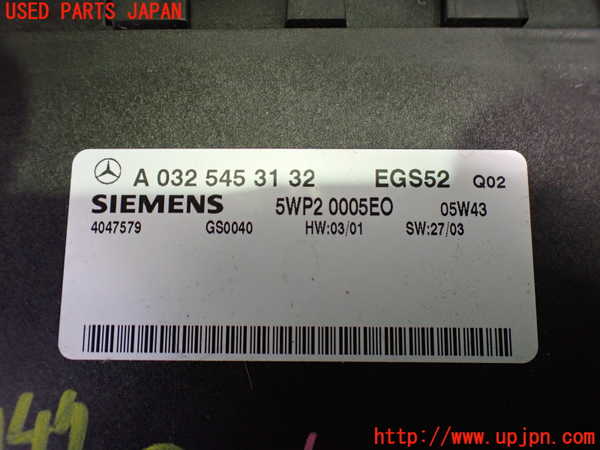 USED PARTS JAPAN
A 032 545 31 32 EGS52 Q02
SIEMENS 5WP2 0005EO 05W43
4047579 GS0040 HW:03/01 SW:27/03
http://www.upjpn.com